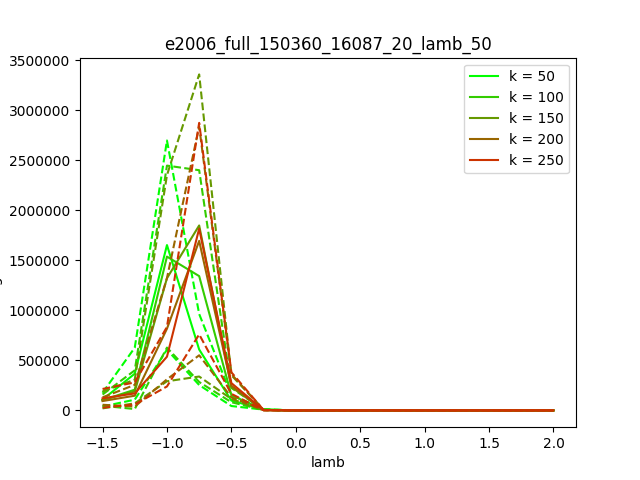 e2006_full_150360_16087_20_lamb_50
3500000
3000000
2500000
2000000
1500000
1000000
500000
0
k = 50
k = 100
k = 150
k = 200
k = 250
−1.5 −1.0 −0.5 0.0 0.5 1.0 1.5 2.0
lamb